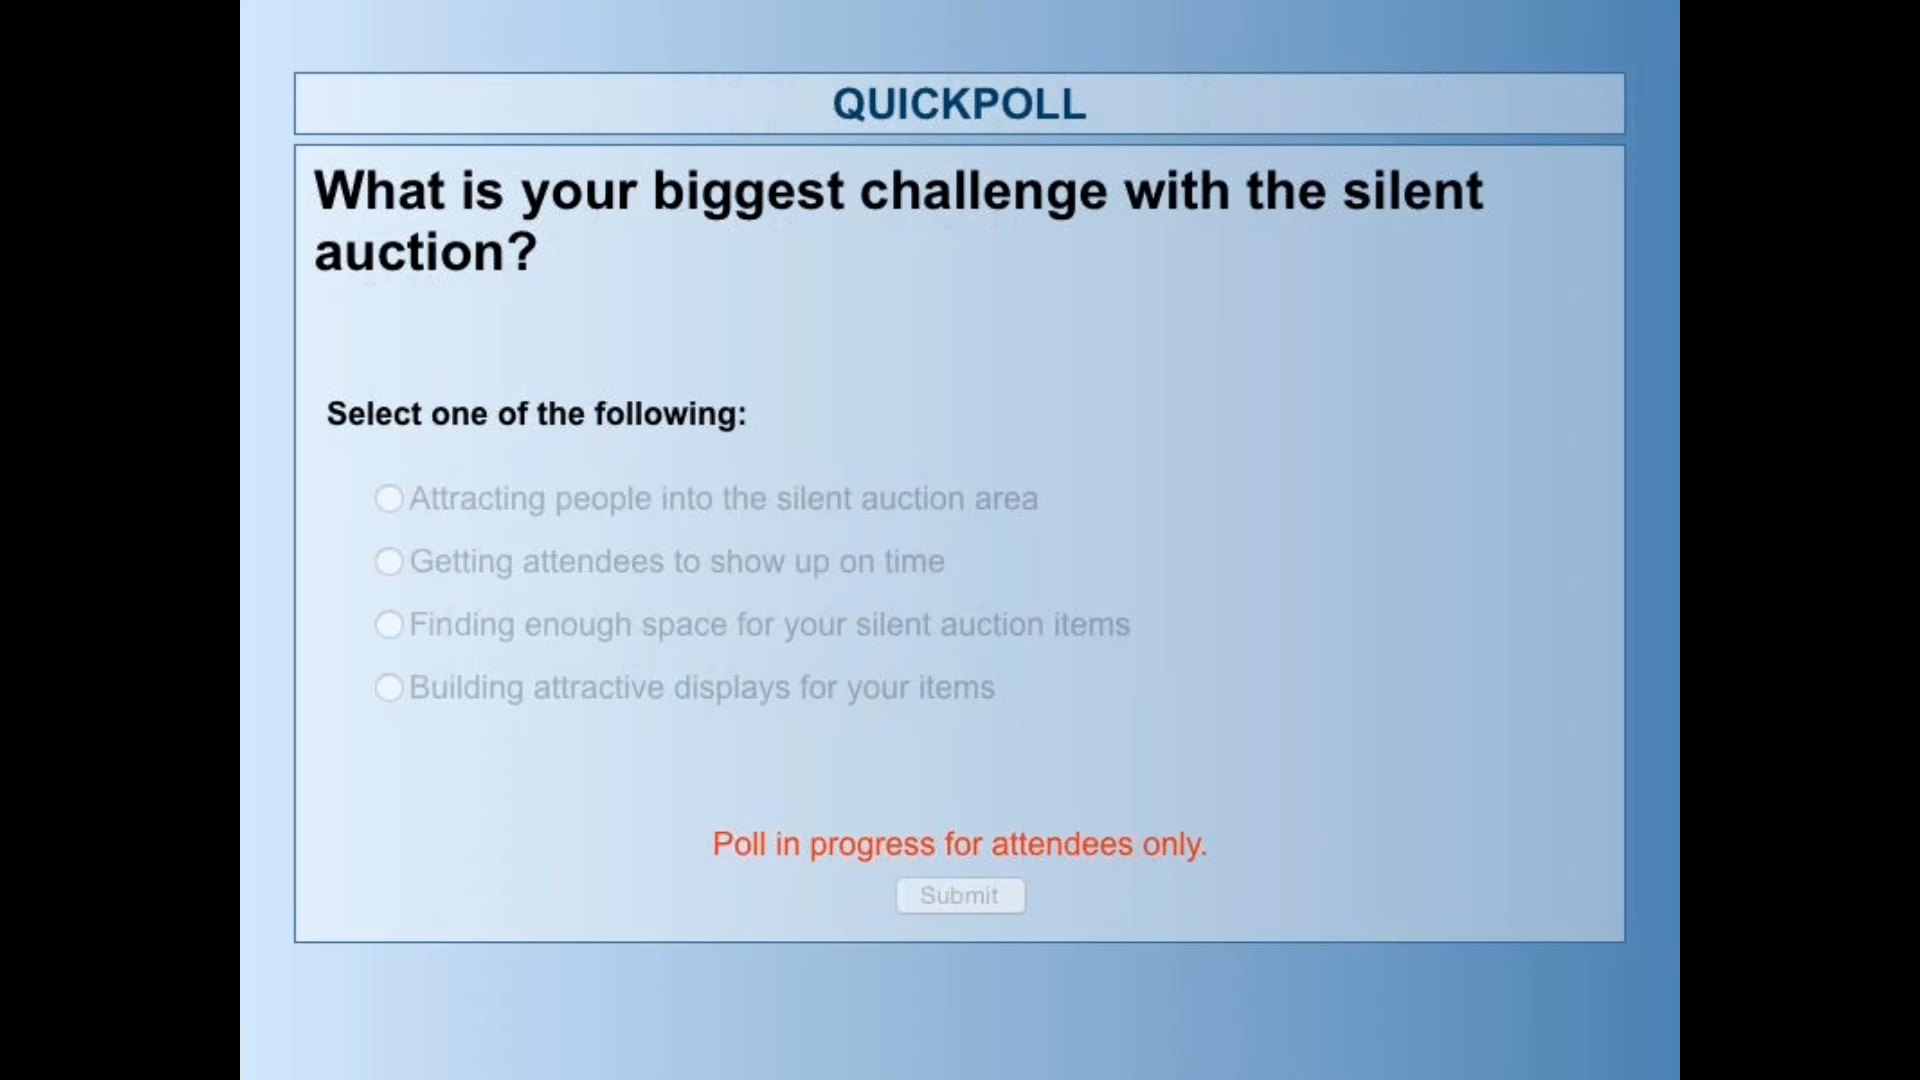 QUICKPOLL
What is your biggest challenge with the silent
auction?
Select one of the following:
Attracting people into the silent auction area
Getting attendees to show up on time
Finding enough space for your silent auction items
Building attractive displays for your items
Poll in progress for attendees only.
Submit